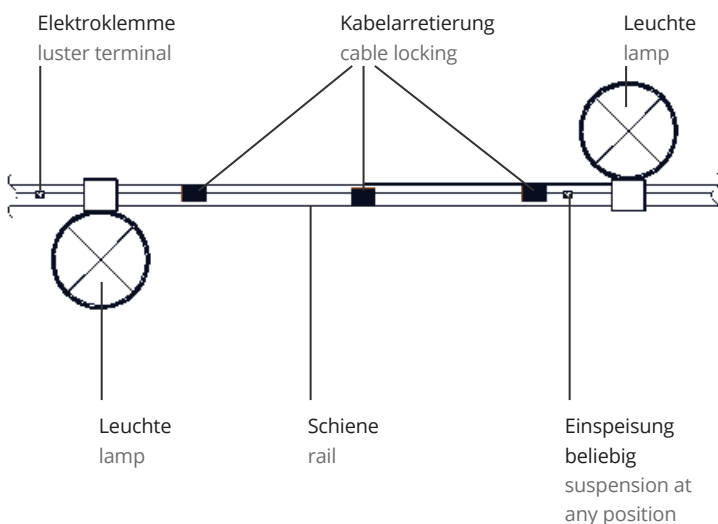 Elektroklemme
luster terminal
Kabelarretierung
cable locking
Leuchte
lamp
Leuchte
lamp
Schiene
rail
Einspeisung
beliebig
suspension at
any position